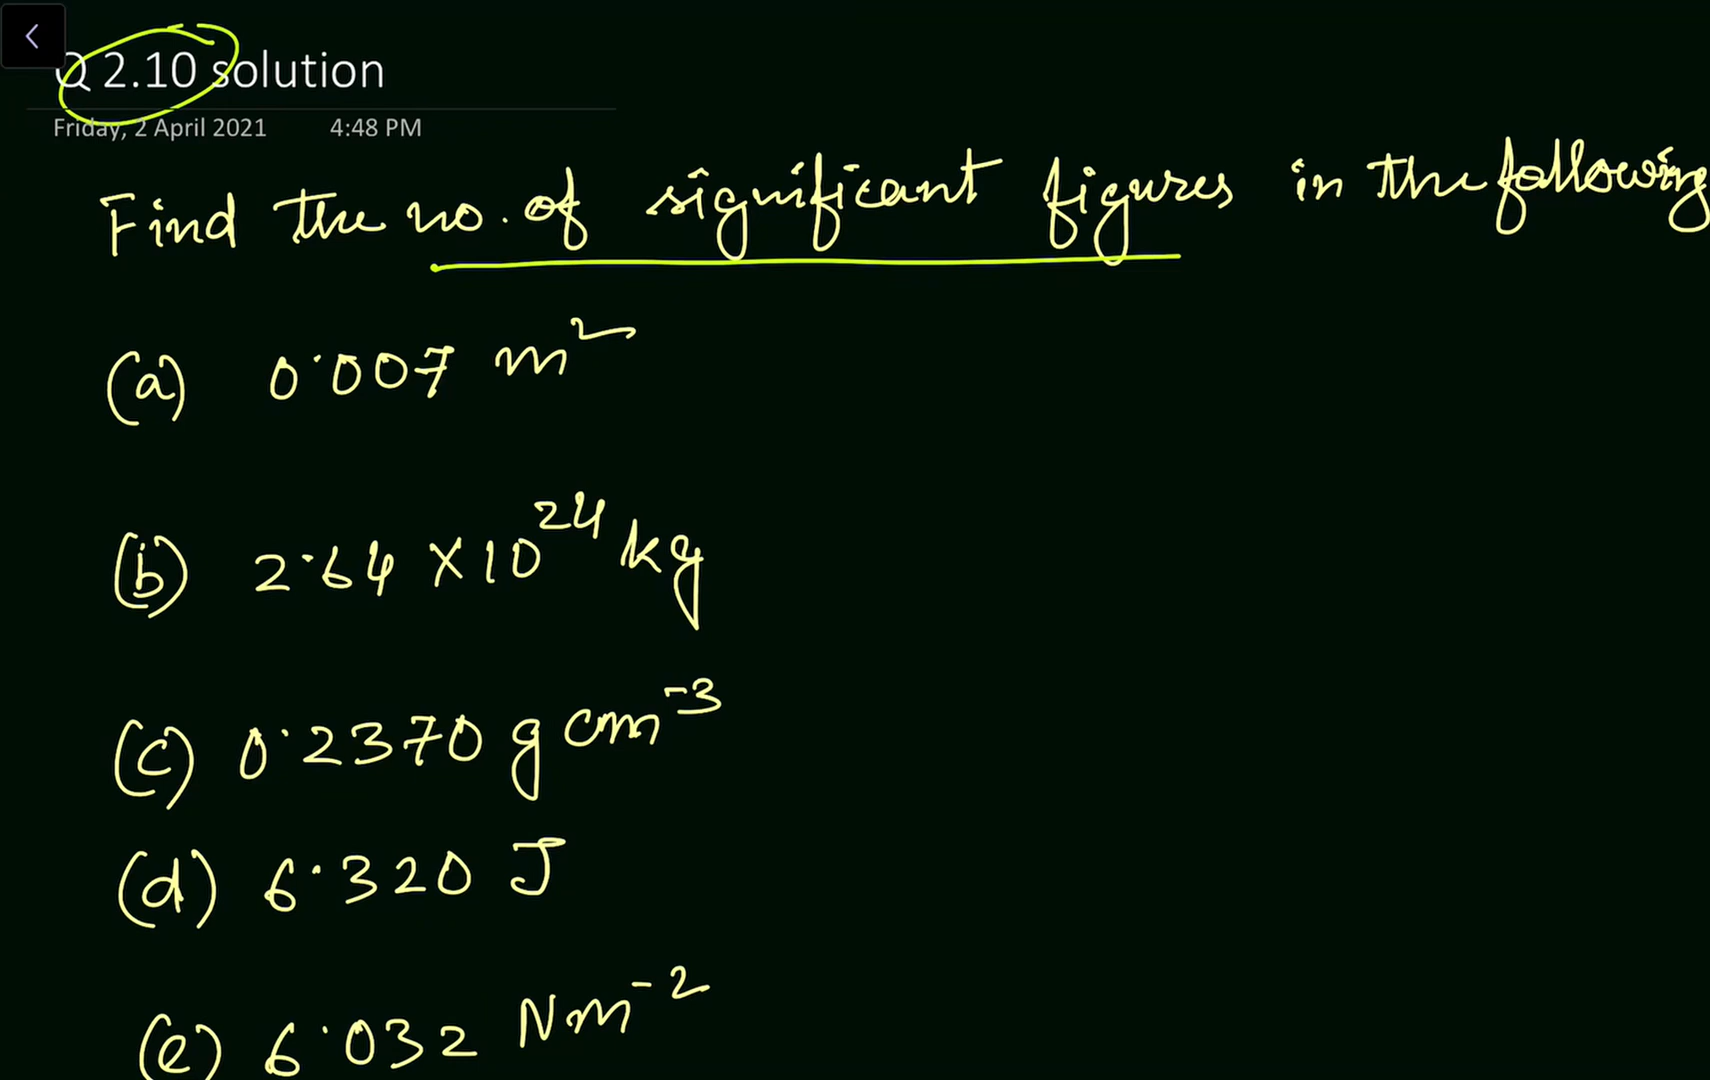 Q 2.10 solution
Friday, 2 April 2021 4:48 PM
Find the no. of significant figures in the following
(a) 0.007 m²
(b) 2.64 × 10²⁴ kg
(c) 0.2370 g cm⁻³
(d) 6.320 J
(e) 6.032 Nm⁻²